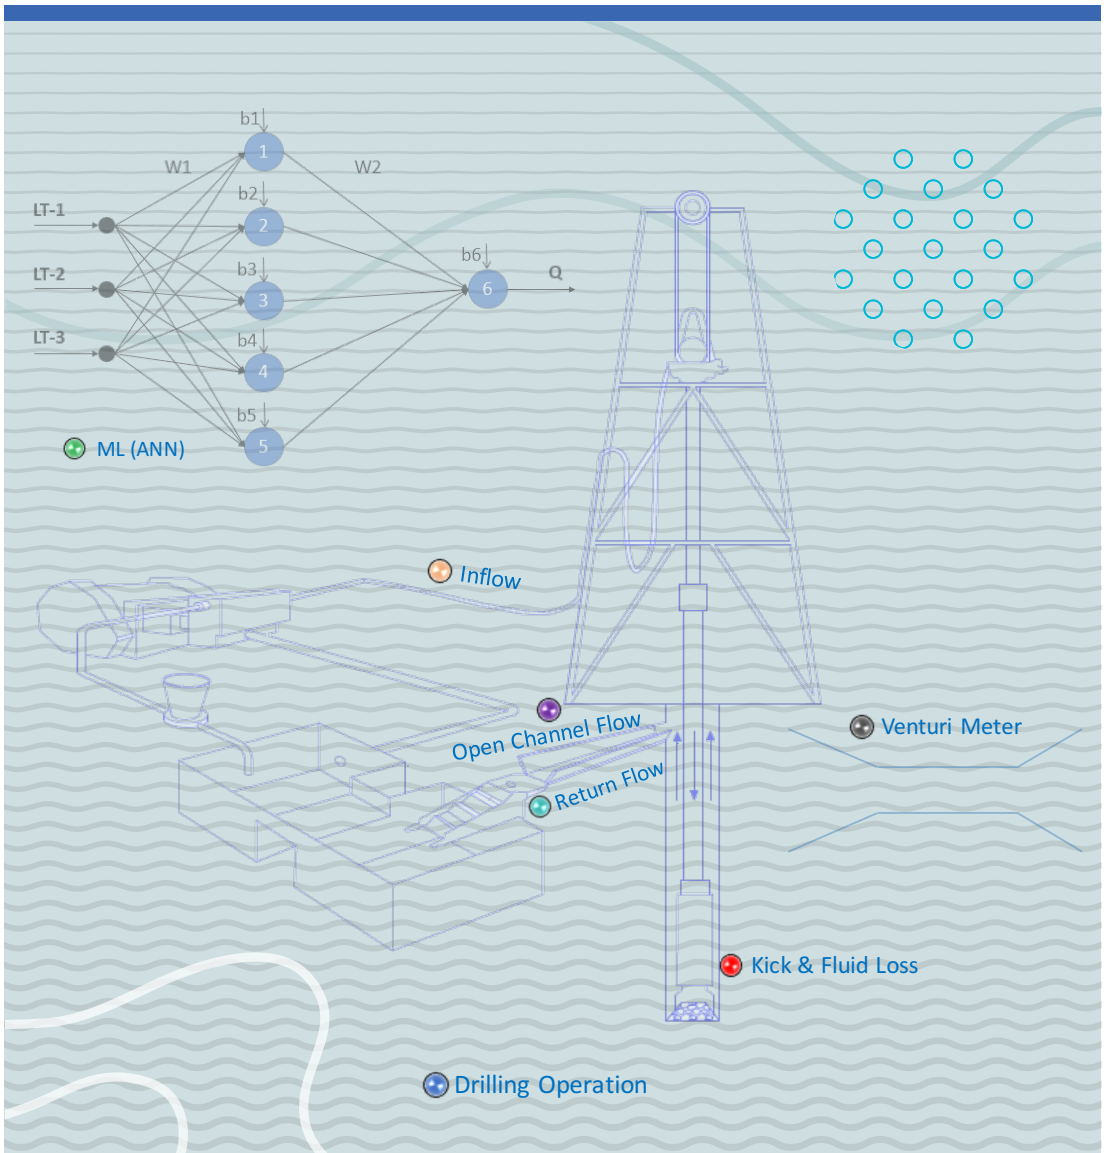 b1
1
W1
W2
b2
LT-1
2
b3
b6
LT-2
Q
3
6
b4
LT-3
4
b5
5
ML (ANN)
Inflow
Open Channel Flow
Venturi Meter
Return Flow
Kick & Fluid Loss
Drilling Operation